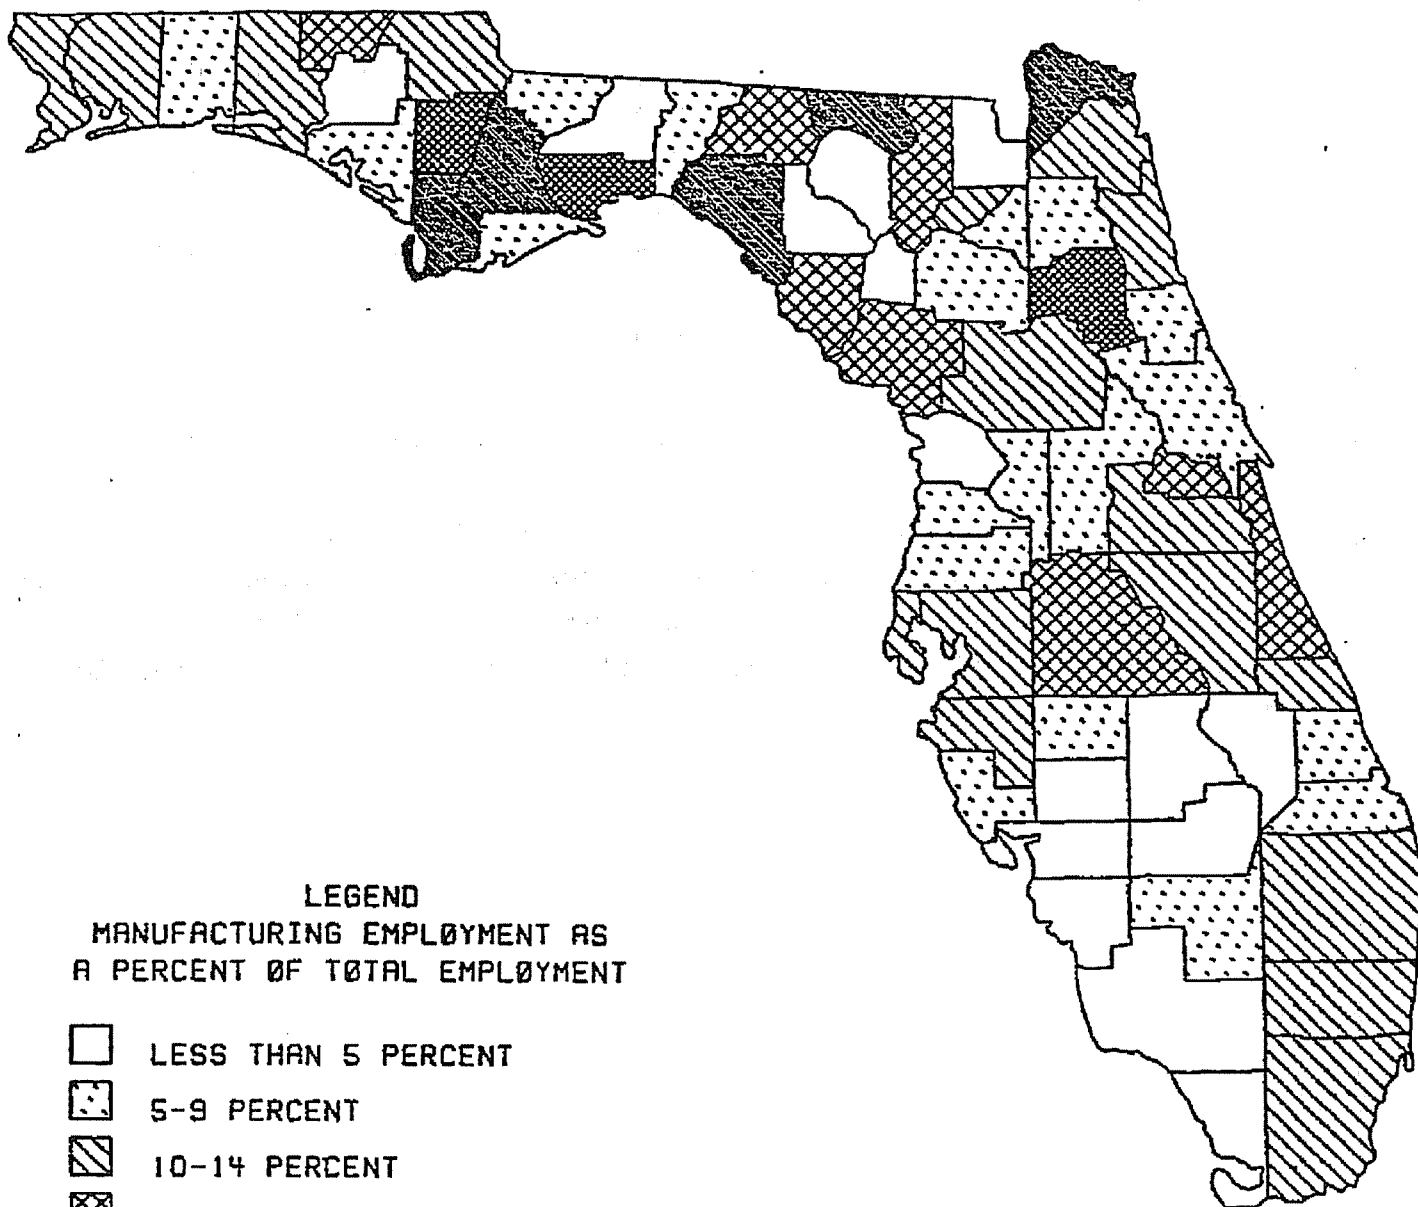 LEGEND
MANUFACTURING EMPLØYMENT AS
A PERCENT ØF TØTAL EMPLØYMENT
LESS THAN 5 PERCENT
5-9 PERCENT
10-14 PERCENT